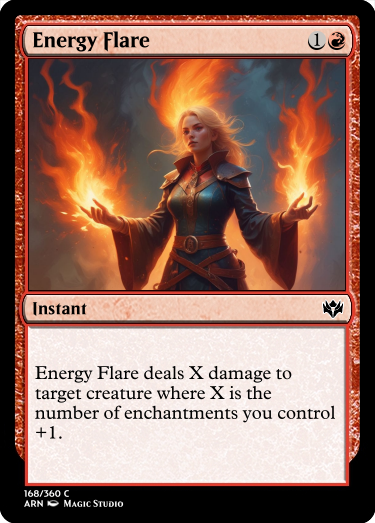 Energy Flare 1
Instant
Energy Flare deals X damage to
target creature where X is the
number of enchantments you control
+1.
168/360 C
ARN Magic Studio